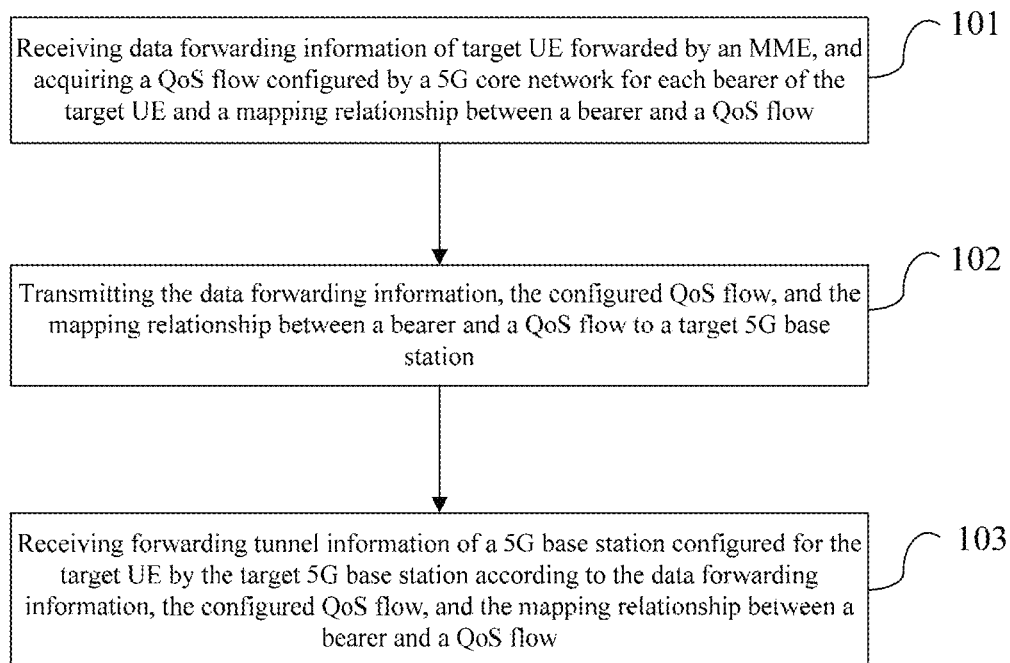 101
Receiving data forwarding information of target UE forwarded by an MME, and
acquiring a QoS flow configured by a 5G core network for each bearer of the
target UE and a mapping relationship between a bearer and a QoS flow
102
Transmitting the data forwarding information, the configured QoS flow, and the
mapping relationship between a bearer and a QoS flow to a target 5G base
station
103
Receiving forwarding tunnel information of a 5G base station configured for the
target UE by the target 5G base station according to the data forwarding
information, the configured QoS flow, and the mapping relationship between a
bearer and a QoS flow